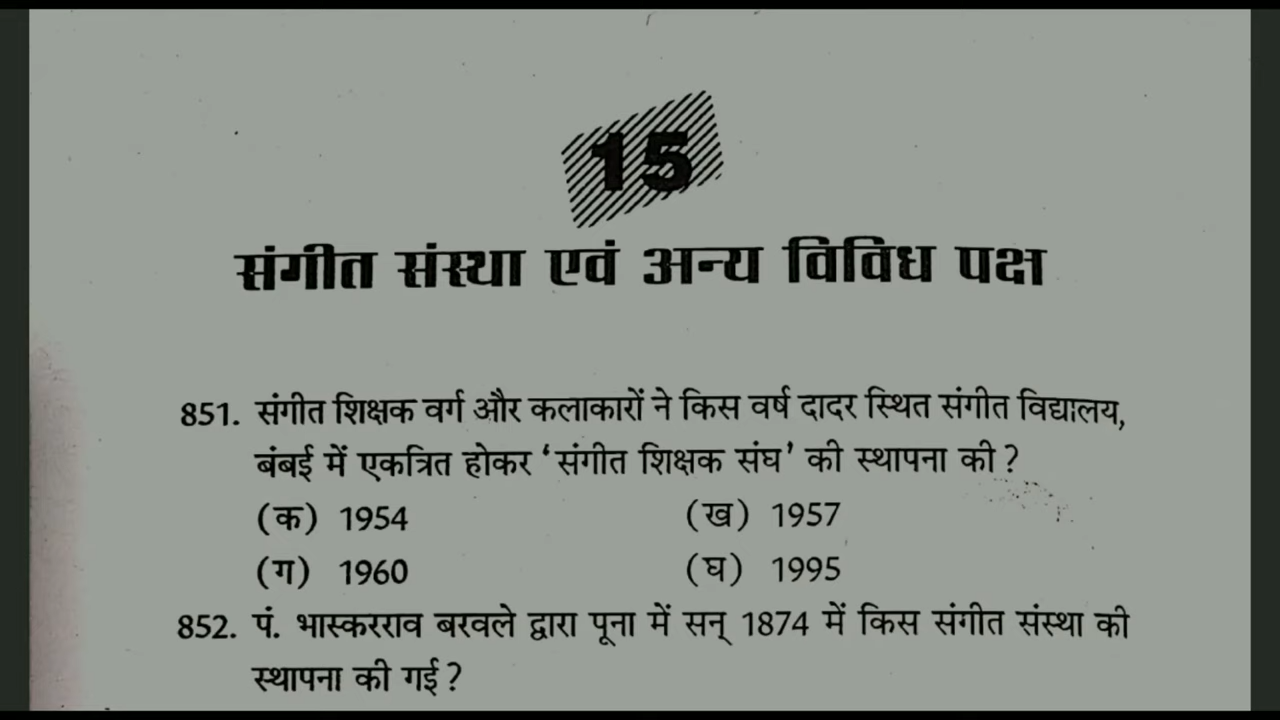 15
संगीत संस्था एवं अन्य विविध पक्ष
851. संगीत शिक्षक वर्ग और कलाकारों ने किस वर्ष दादर स्थित संगीत विद्यालय,
बंबई में एकत्रित होकर ‘संगीत शिक्षक संघ’ की स्थापना की ?
(क) 1954 (ख) 1957
(ग) 1960 (घ) 1995
852. पं. भास्करराव बरवले द्वारा पूना में सन् 1874 में किस संगीत संस्था की
स्थापना की गई ?